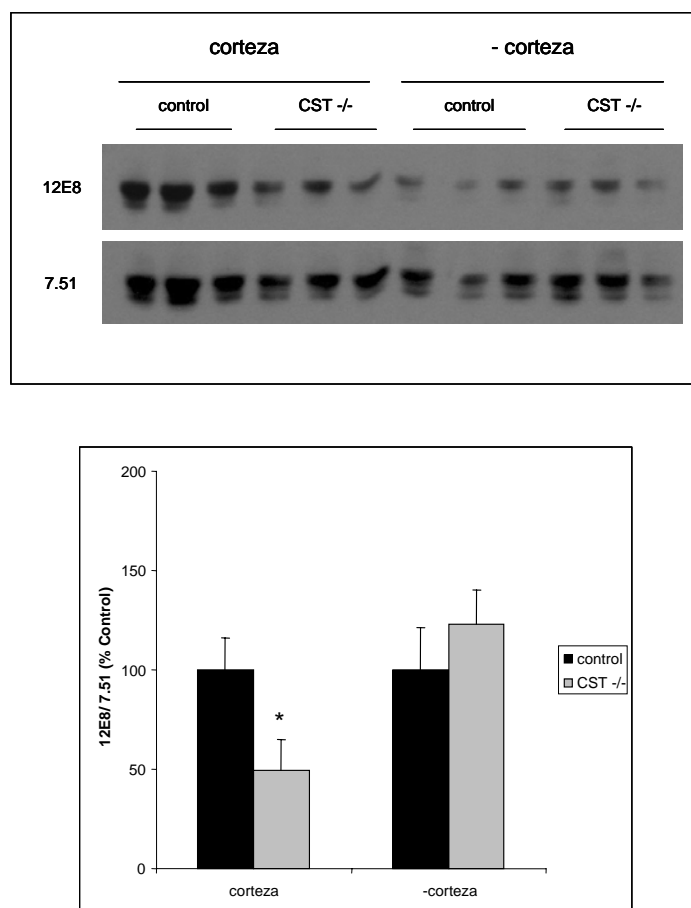 corteza - corteza
control CST -/- control CST -/-
12E8
7.51
200
150
100
50
0
12E8/ 7.51 (% Control)
*
control
CST -/-
corteza -corteza